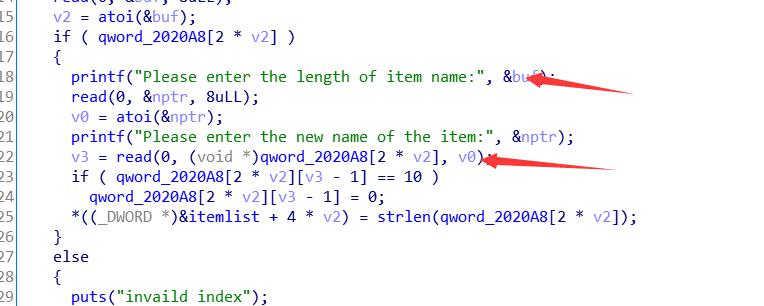 15 v2 = atoi(&buf);
16 if ( qword_2020A8[2 * v2] )
17 {
18 printf("Please enter the length of item name:", &buf);
19 read(0, &nptr, 8uLL);
20 v0 = atoi(&nptr);
21 printf("Please enter the new name of the item:", &nptr);
22 v3 = read(0, (void *)qword_2020A8[2 * v2], v0);
23 if ( qword_2020A8[2 * v2][v3 - 1] == 10 )
24 qword_2020A8[2 * v2][v3 - 1] = 0;
25 *((_DWORD *)&itemlist + 4 * v2) = strlen(qword_2020A8[2 * v2]);
26 }
27 else
28 {
29 puts("invaild index");